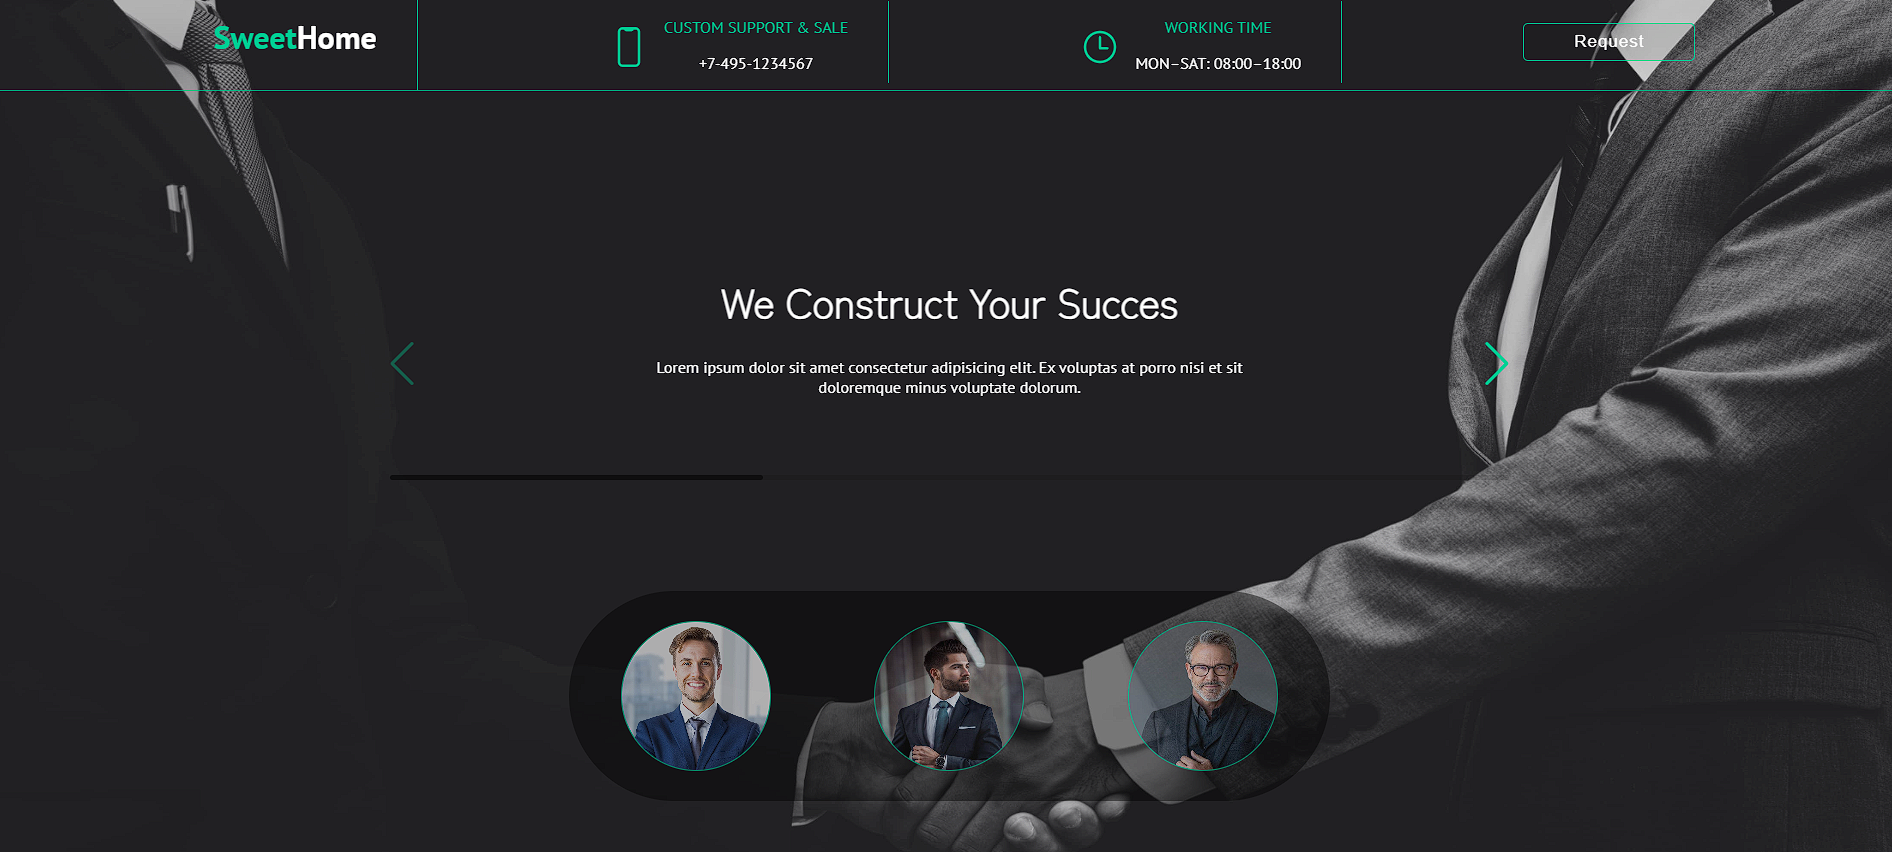 SweetHome
CUSTOM SUPPORT & SALE
+7-495-1234567
WORKING TIME
MON–SAT: 08:00–18:00
Request
We Construct Your Succes
Lorem ipsum dolor sit amet consectetur adipisicing elit. Ex voluptas at porro nisi et sit
doloremque minus voluptate dolorum.